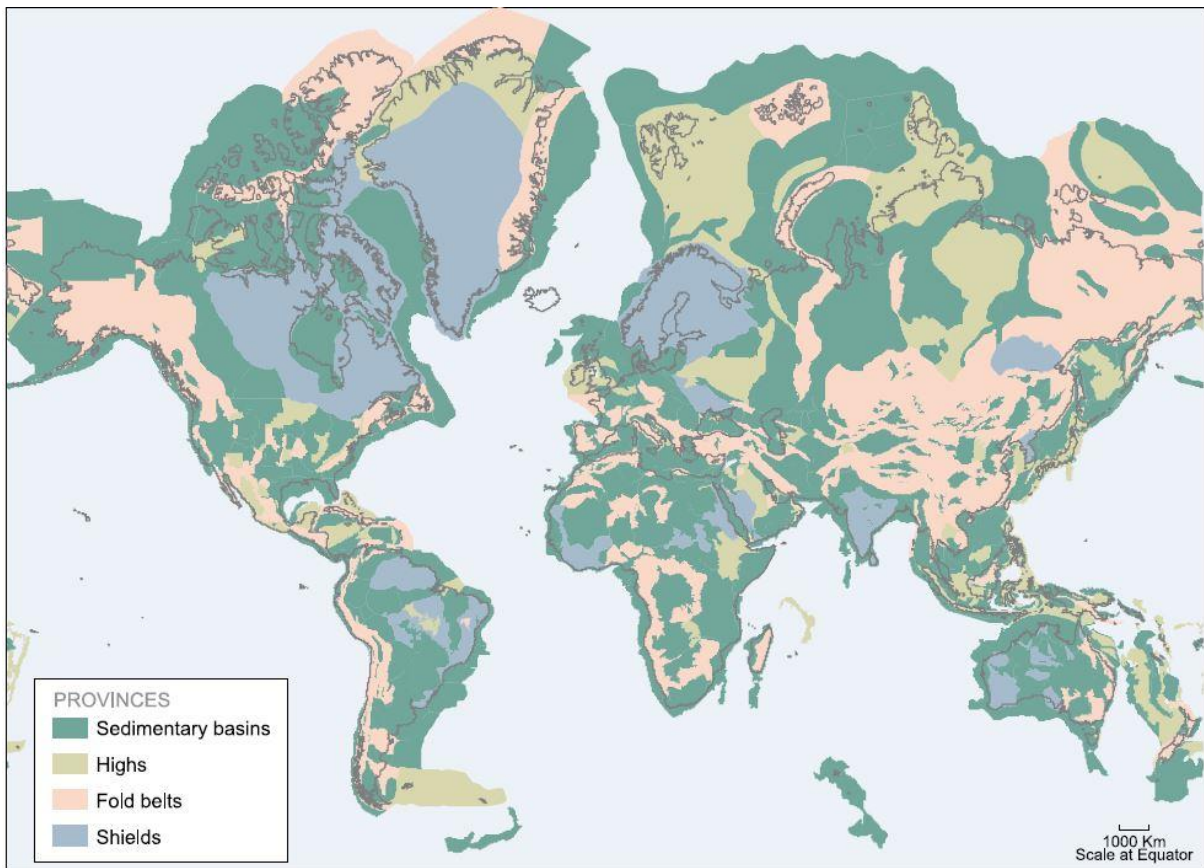 PROVINCES
Sedimentary basins
Highs
Fold belts
Shields
1000 Km
Scale at Equator